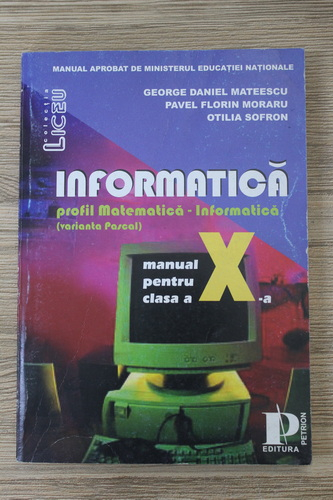 MANUAL APROBAT DE MINISTERUL EDUCAȚIEI NAȚIONALE
colecția
LICEU
GEORGE DANIEL MATEESCU
PAVEL FLORIN MORARU
OTILIA SOFRON
INFORMATICĂ
profil Matematică - Informatică
(varianta Pascal)
manual
pentru
clasa a X-a
P
EDITURA
PETRION